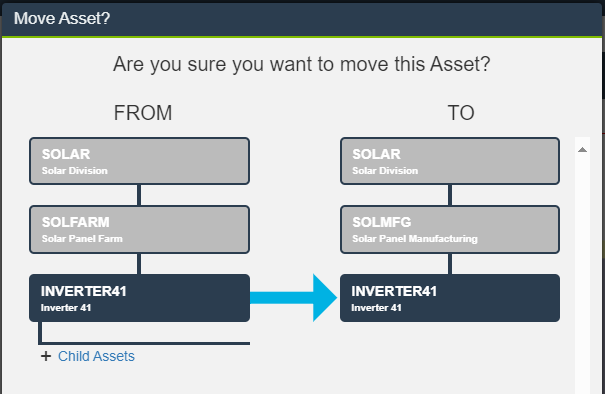 Move Asset?
Are you sure you want to move this Asset?
FROM
TO
SOLAR
Solar Division
SOLAR
Solar Division
SOLFARM
Solar Panel Farm
SOLMFG
Solar Panel Manufacturing
INVERTER41
Inverter 41
INVERTER41
Inverter 41
+ Child Assets